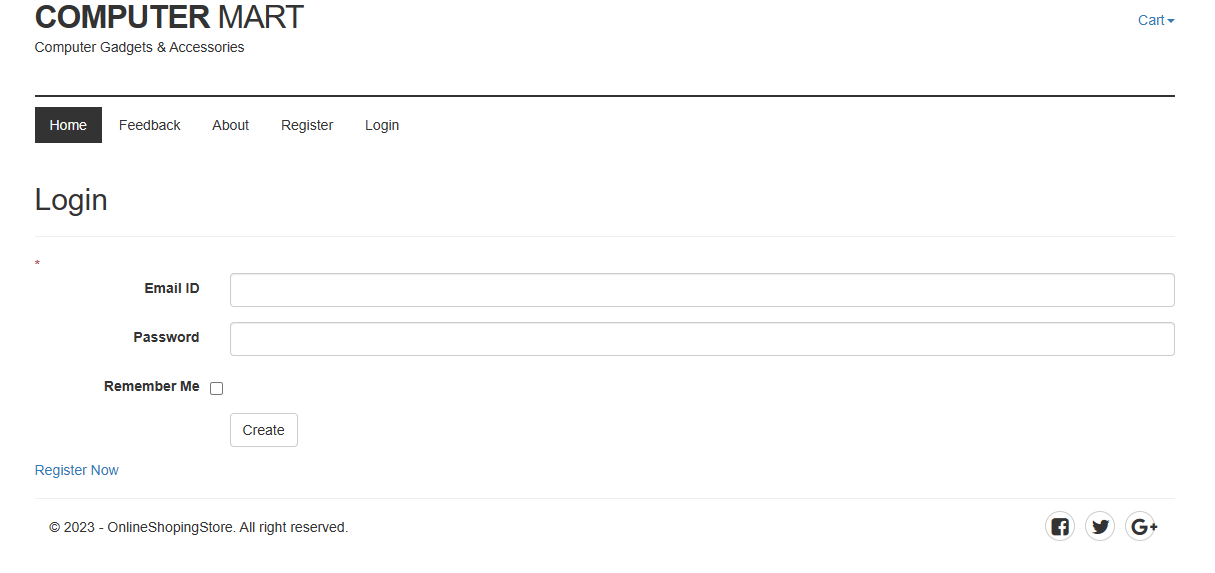 COMPUTER MART
Cart
Computer Gadgets & Accessories
Home Feedback About Register Login
Login
*
Email ID
Password
Remember Me
Create
Register Now
© 2023 - OnlineShopingStore. All right reserved.
G+